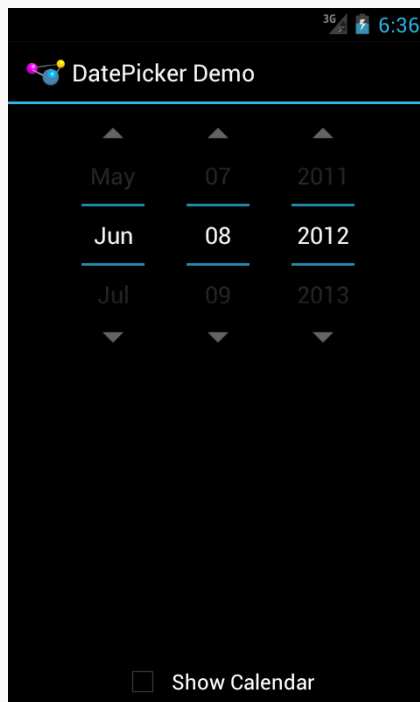 3G 6:36
DatePicker Demo
May 07 2011
Jun 08 2012
Jul 09 2013
Show Calendar